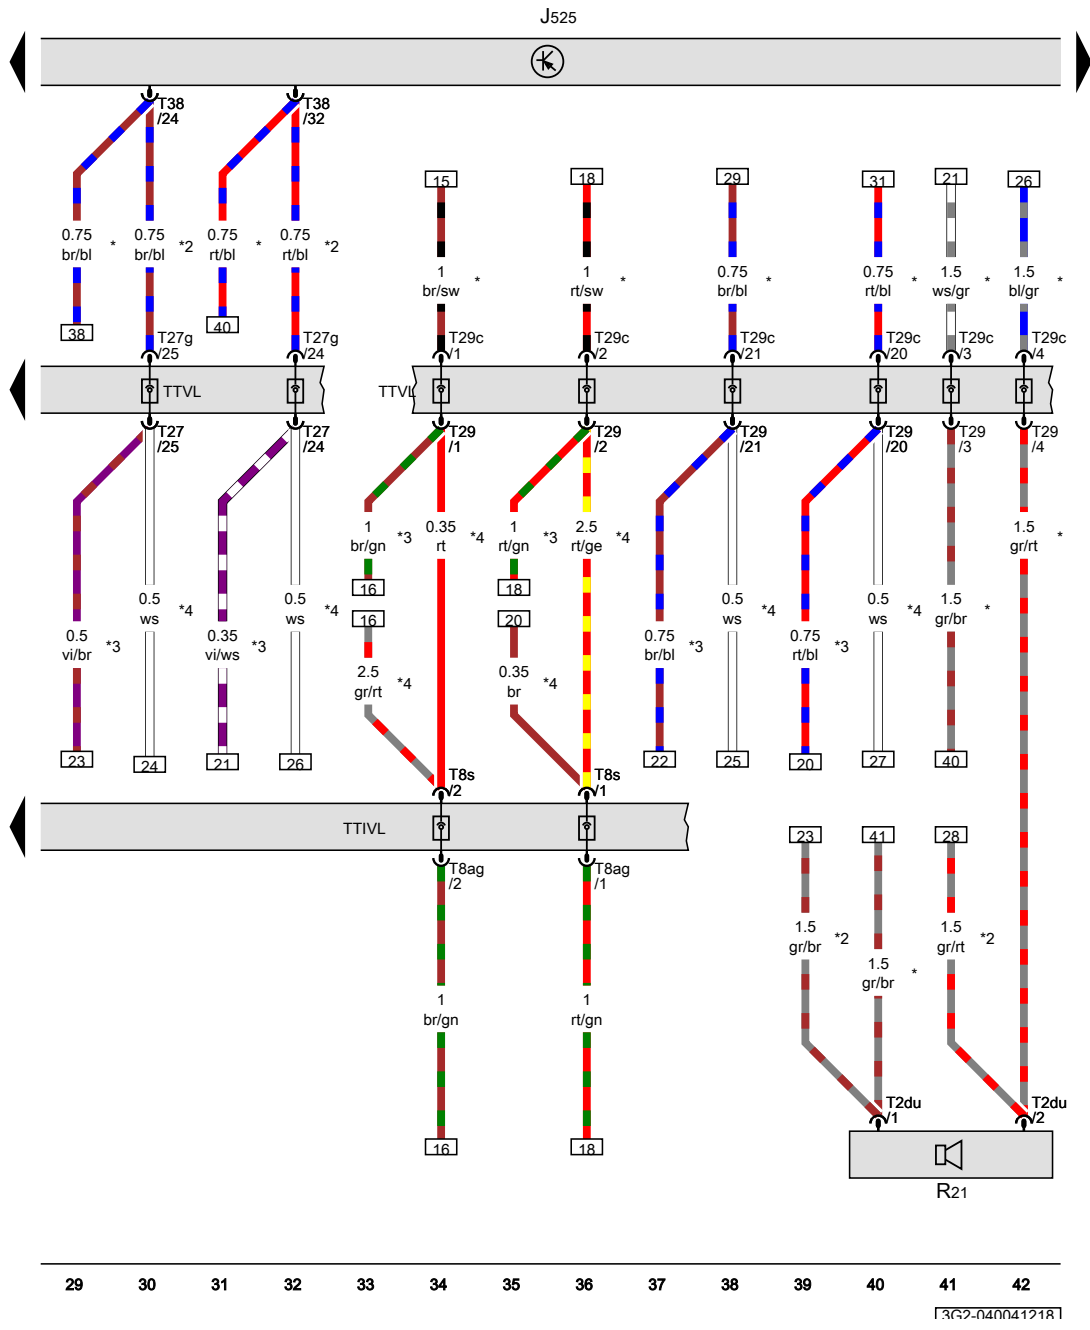 J525
T38
/24
T38
/32
15
18
29
31
21
26
0.75
br/bl
*
0.75
br/bl
*2
0.75
rt/bl
*
0.75
rt/bl
*2
1
br/sw
*
1
rt/sw
*
0.75
br/bl
*
0.75
rt/bl
*
1.5
ws/gr
*
1.5
bl/gr
*
38
40
T27g
/25
T27g
/24
T29c
/1
T29c
/2
T29c
/21
T29c
/20
T29c
/3
T29c
/4
TTVL
TTVL
T27
/25
T27
/24
T29
/1
T29
/2
T29
/21
T29
/20
T29
/3
T29
/4
1
br/gn
*3
0.35
rt
*4
1
rt/gn
*3
2.5
rt/ge
*4
1.5
gr/rt
*
16
18
16
20
0.5
vi/br
*3
0.5
ws
*4
0.35
vi/ws
*3
0.5
ws
*4
2.5
gr/rt
*4
0.35
br
*4
0.75
br/bl
*3
0.5
ws
*4
0.75
rt/bl
*3
0.5
ws
*4
1.5
gr/br
*
23
24
21
26
22
25
20
27
40
T8s
/2
T8s
/1
TTIVL
23
41
28
T8ag
/2
T8ag
/1
1.5
gr/br
*2
1.5
gr/br
*
1.5
gr/rt
*2
1
br/gn
1
rt/gn
16
18
T2du
/1
T2du
/2
R21
29 30 31 32 33 34 35 36 37 38 39 40 41 42
3G2-040041218